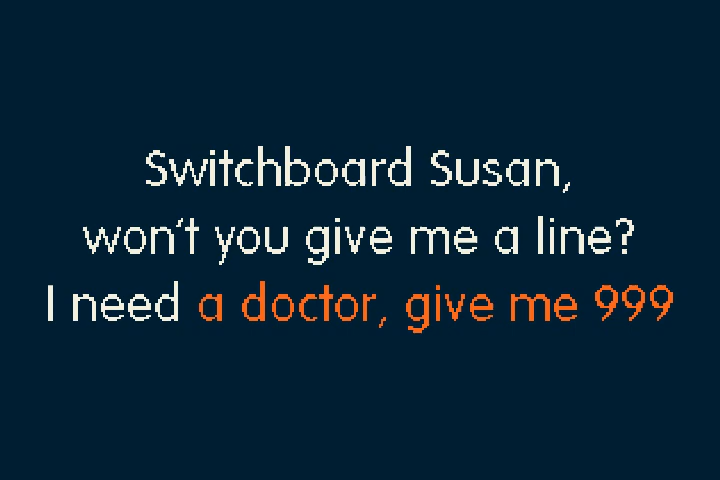 Switchboard Susan,
won't you give me a line?
I need a doctor, give me 999